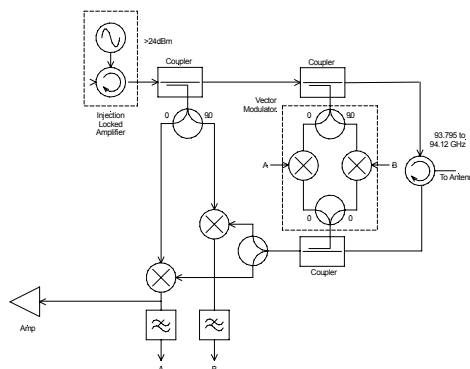 >24dBm
Coupler
Coupler
Injection
Locked
Amplifier
Vector
Modulator.
0
90
0
90
A
B
0
0
93.795 to
94.12 GHz
To Antenn
Coupler
Amp
A
B